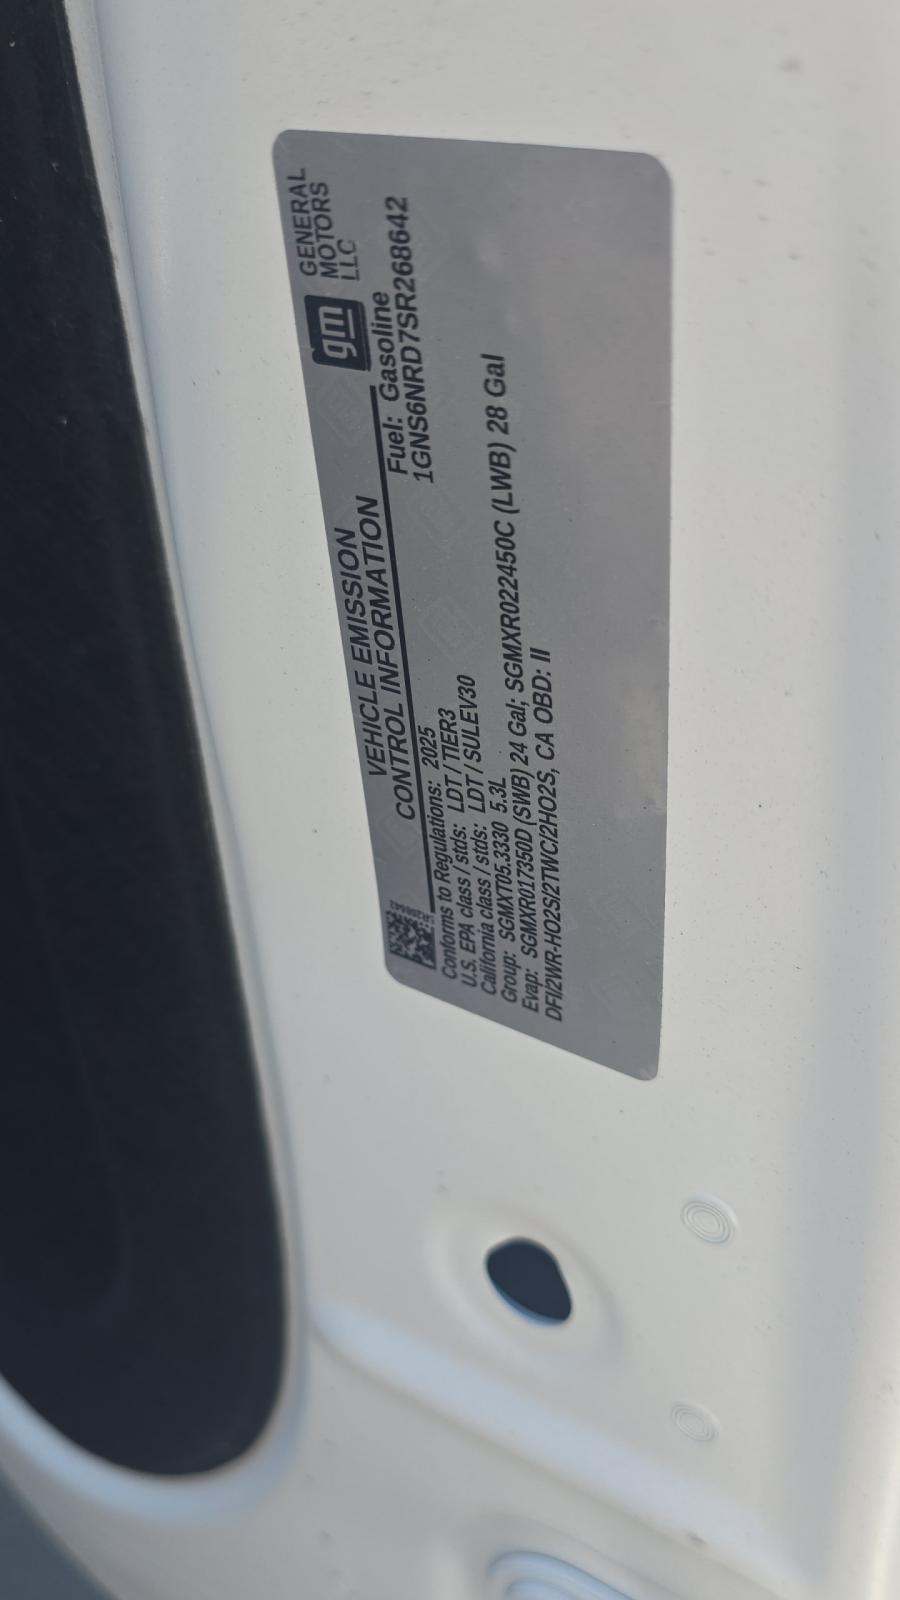 VEHICLE EMISSION
CONTROL INFORMATION
gm
GENERAL
MOTORS
LLC
Conforms to Regulations: 2025
Fuel: Gasoline
U.S. EPA class / stds: LDT / TIER3
1GNS6NRD7SR268642
California class / stds: LDT / SULEV30
Group: SGMXT05.3330 5.3L
Evap: SGMXR017350D (SWB) 24 Gal; SGMXR022450C (LWB) 28 Gal
DFI/2WR-HO2S/2TWC/2HO2S, CA OBD: II